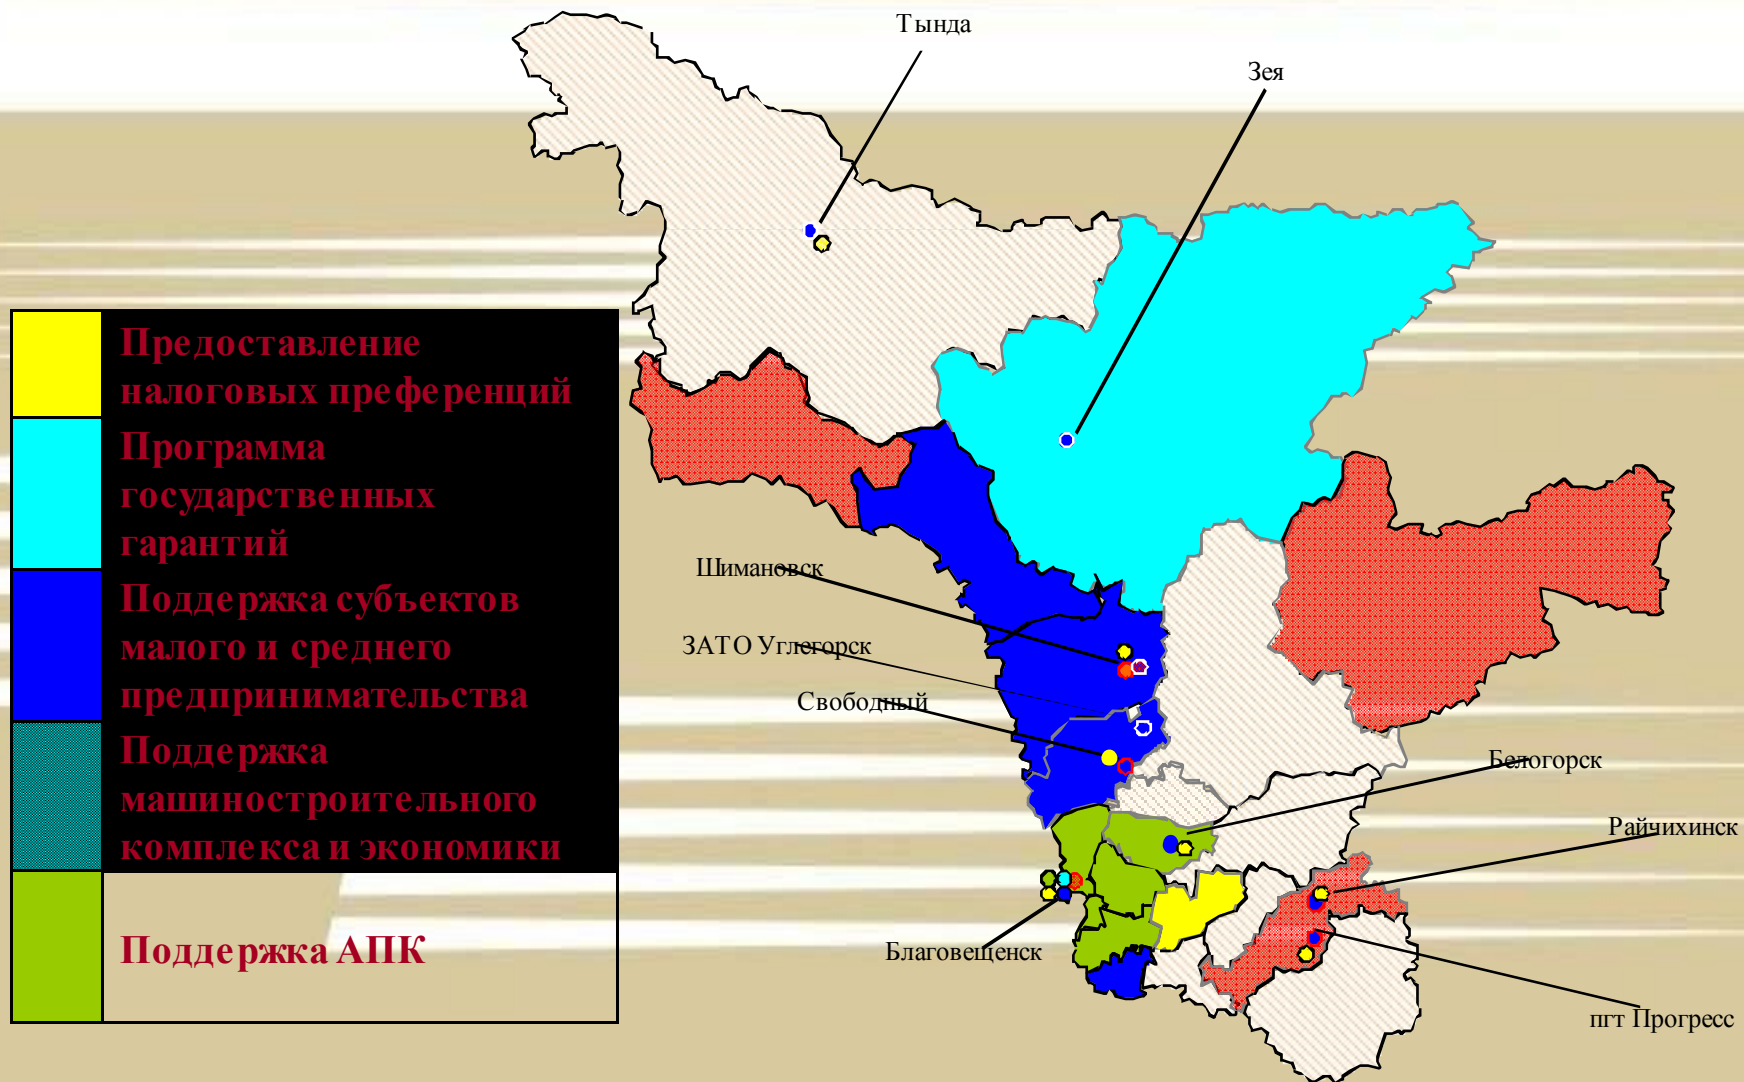 Тында
Зея
Предоставление
налоговых преференций
Программа
государственных
гарантий
Поддержка субъектов
малого и среднего
предпринимательства
Поддержка
машиностроительного
комплекса и экономики
Поддержка АПК
Шимановск
ЗАТО Углегорск
Свободный
Белогорск
Райчихинск
Благовещенск
пгт Прогресс